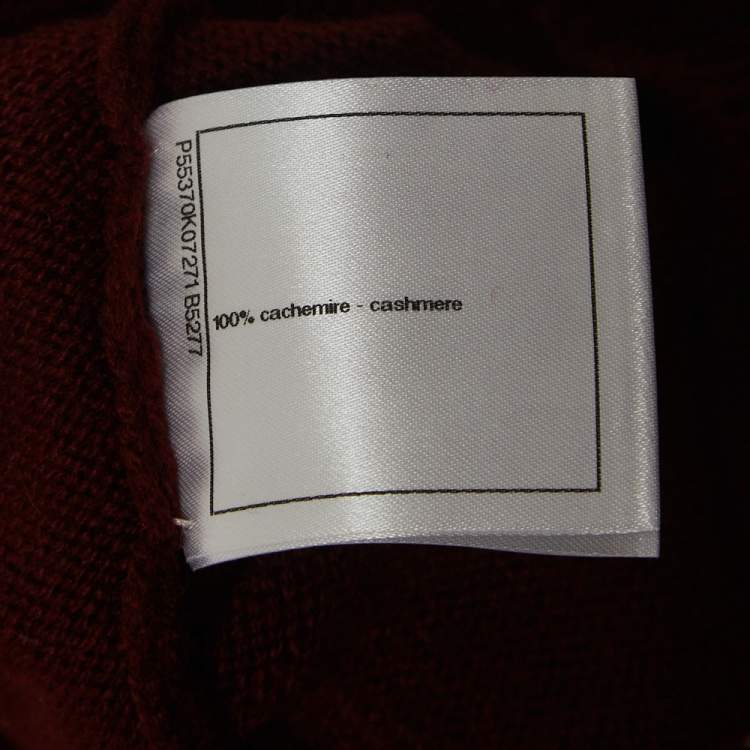 P55370K07271 B5277
100% cachemire - cashmere